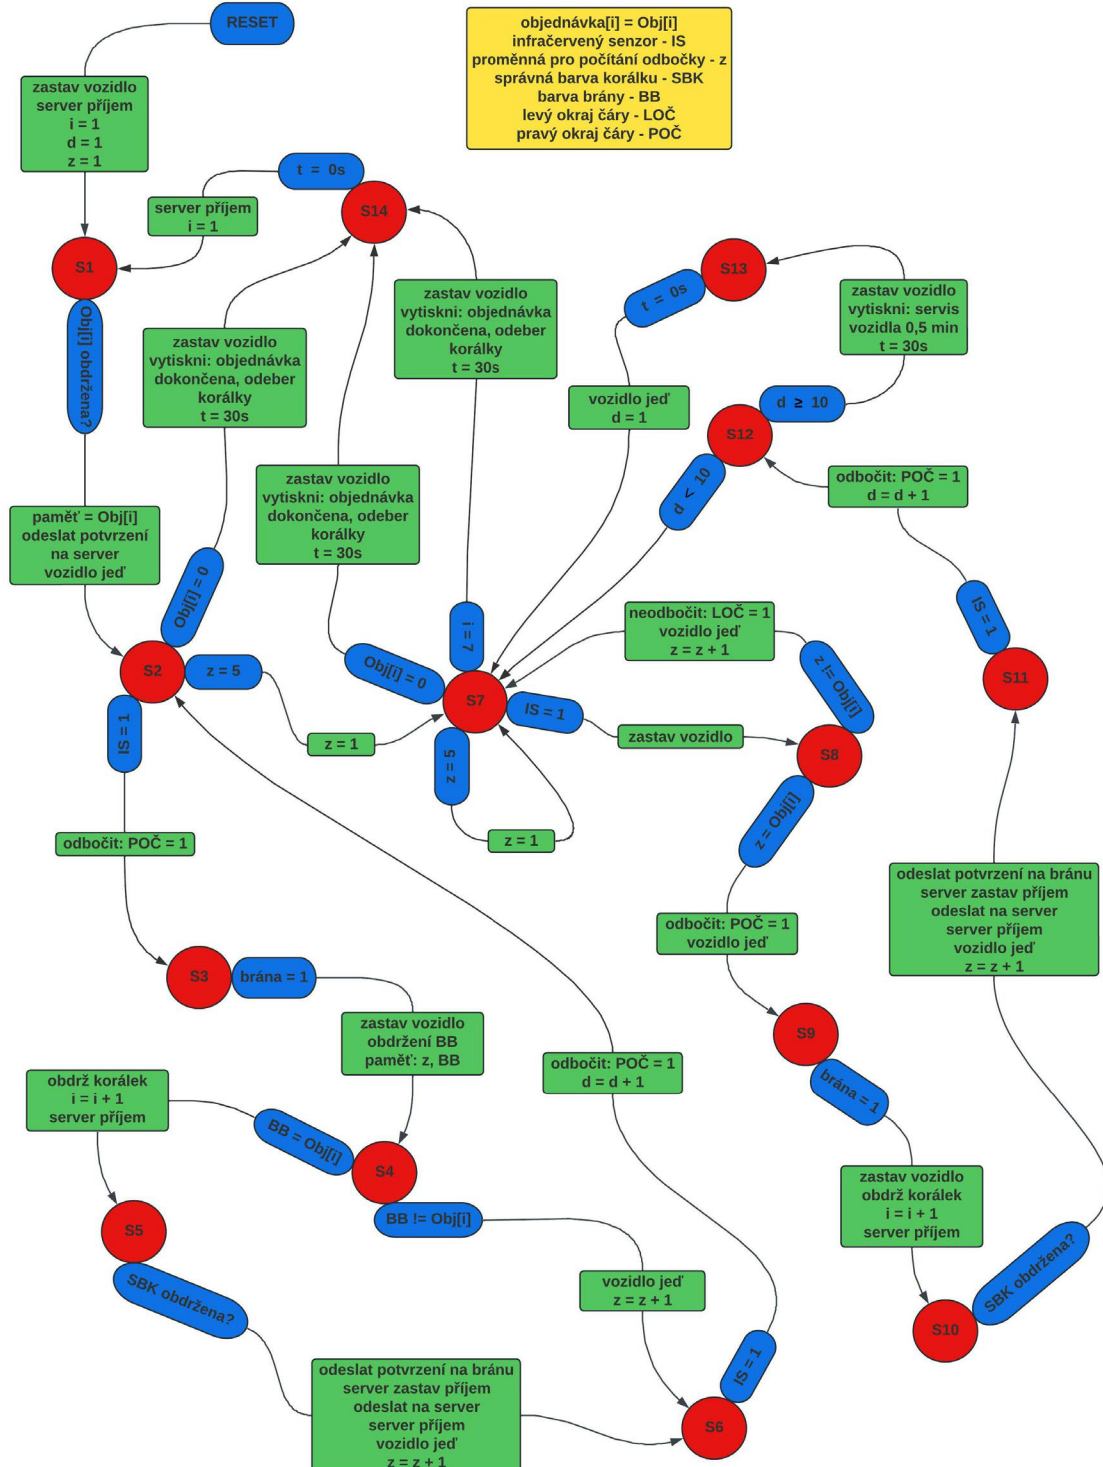 RESET
objednávka[i] = Obj[i]
infračervený senzor - IS
proměnná pro počítání odbočky - z
správná barva korálku - SBK
barva brány - BB
levý okraj čáry - LOČ
pravý okraj čáry - POČ
zastav vozidlo
server příjem
i = 1
d = 1
z = 1
t = 0s
S14
server příjem
i = 1
S1
Obj[i] obdržena?
S13
t = 0s
zastav vozidlo
vytiskni: servis
vozidla 0,5 min
t = 30s
zastav vozidlo
vytiskni: objednávka
dokončena, odeber
korálky
t = 30s
zastav vozidlo
vytiskni: objednávka
dokončena, odeber
korálky
t = 30s
vozidlo jeď
d = 1
d ≥ 10
S12
d < 10
zastav vozidlo
vytiskni: objednávka
dokončena, odeber
korálky
t = 30s
odbočit: POČ = 1
d = d + 1
paměť = Obj[i]
odeslat potvrzení
na server
vozidlo jeď
Obj[i] = 0
S2
z = 5
IS = 1
z = 1
Obj[i] = 0
i = 7
S7
IS = 1
z = 5
z = 1
neodbočit: LOČ = 1
vozidlo jeď
z = z + 1
z != Obj[i]
IS = 1
S11
zastav vozidlo
S8
z = Obj[i]
odbočit: POČ = 1
odbočit: POČ = 1
vozidlo jeď
odeslat potvrzení na bránu
server zastav příjem
odeslat na server
server příjem
vozidlo jeď
z = z + 1
S3
brána = 1
zastav vozidlo
obdržení BB
paměť: z, BB
S9
brána = 1
odbočit: POČ = 1
d = d + 1
obdrž korálek
i = i + 1
server příjem
BB = Obj[i]
S4
BB != Obj[i]
zastav vozidlo
obdrž korálek
i = i + 1
server příjem
S5
SBK obdržena?
vozidlo jeď
z = z + 1
SBK obdržena?
S10
odeslat potvrzení na bránu
server zastav příjem
odeslat na server
server příjem
vozidlo jeď
z = z + 1
IS = 1
S6